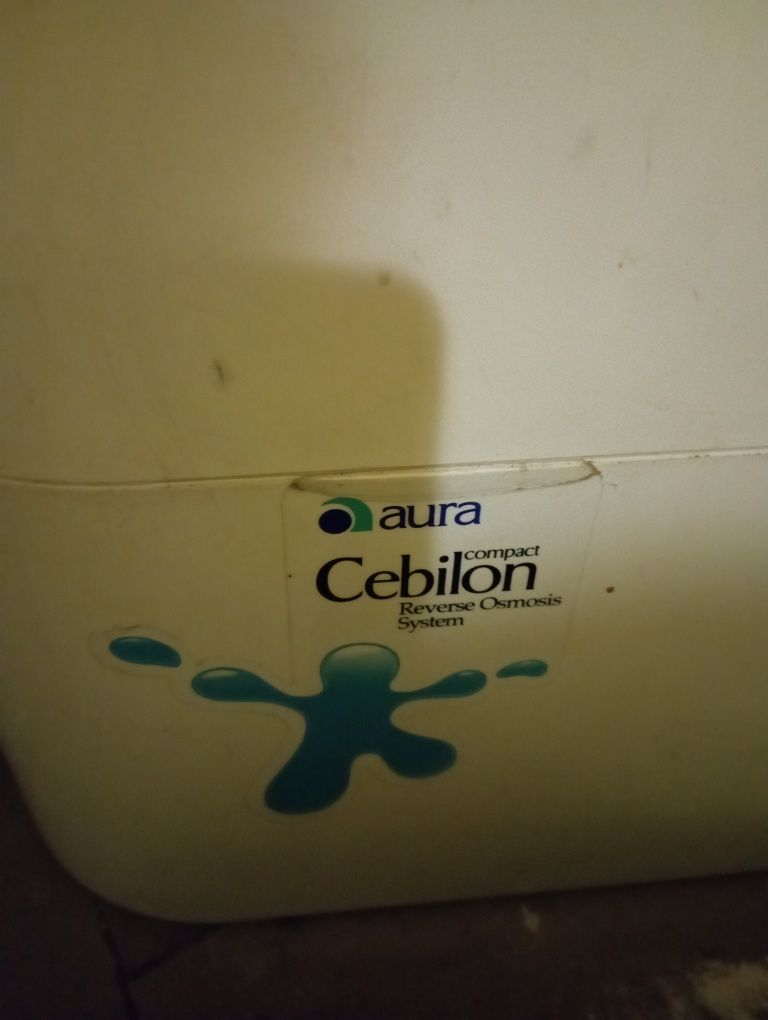 aura
compact
Cebilon
Reverse Osmosis
System